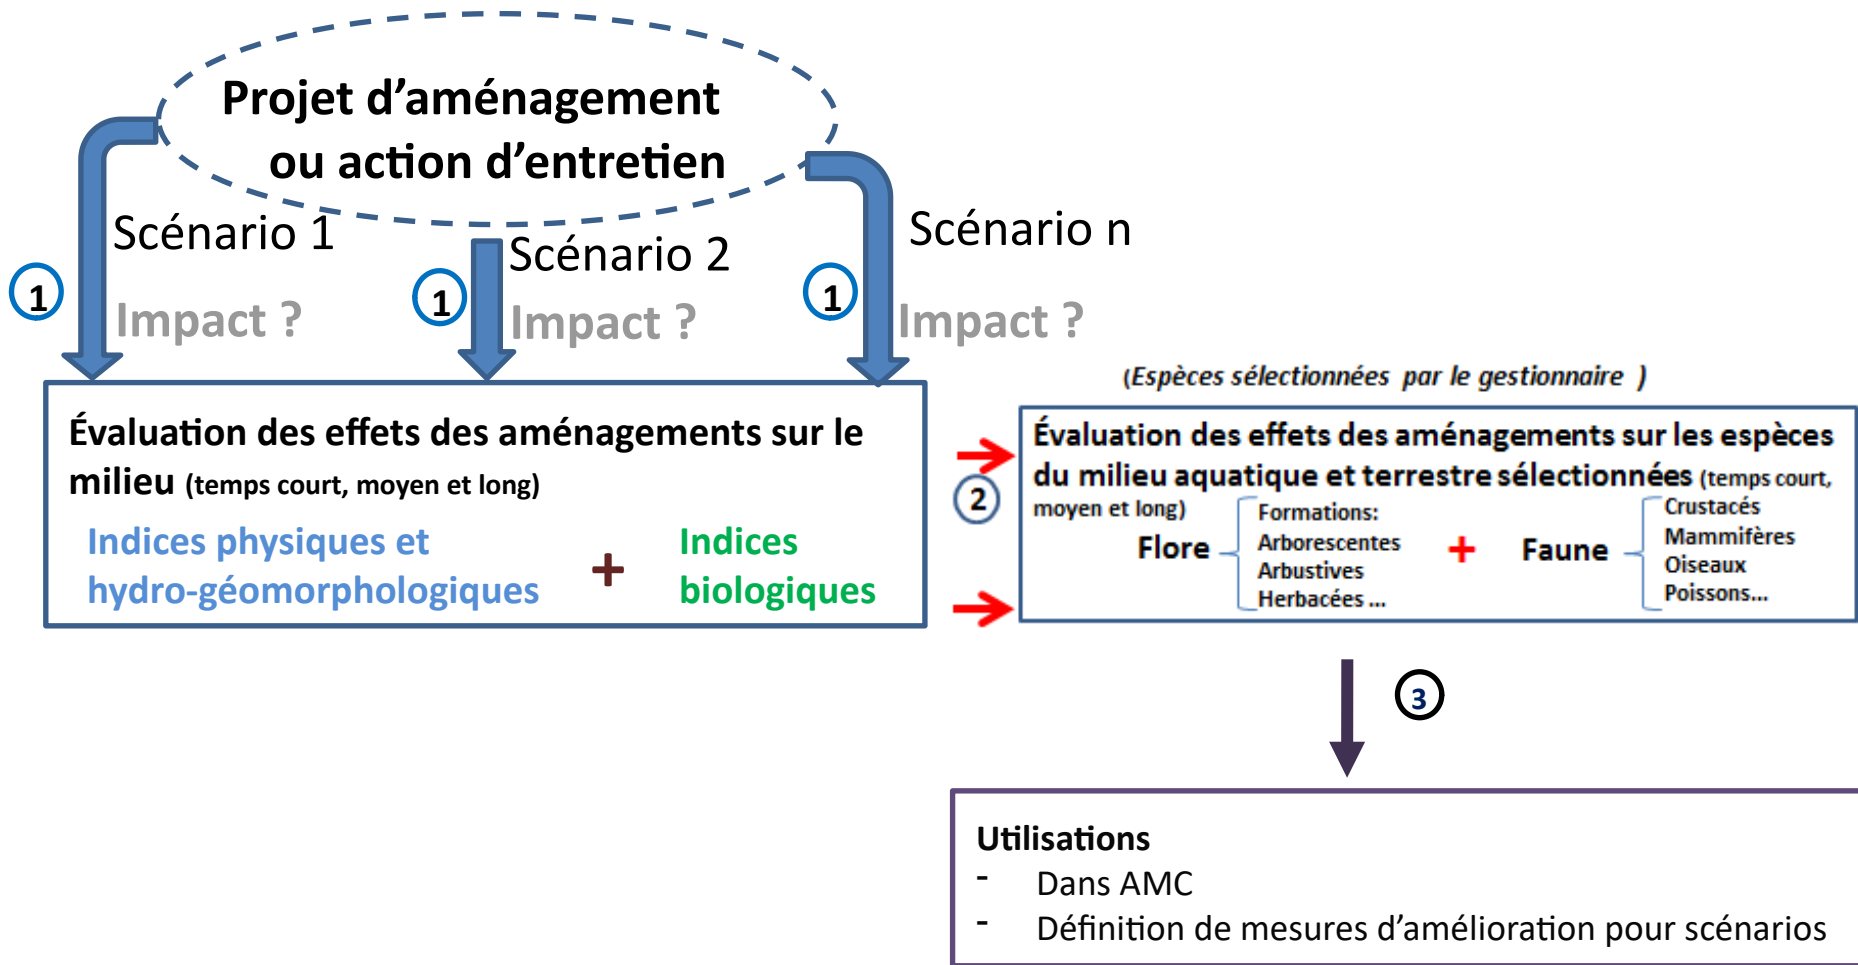 Projet d’aménagement
ou action d’entretien
Scénario 1
Scénario 2
Scénario n
1
Impact ?
1
Impact ?
1
Impact ?
Évaluation des effets des aménagements sur le
milieu (temps court, moyen et long)
Indices physiques et
hydro-géomorphologiques
+
Indices
biologiques
2
(Espèces sélectionnées par le gestionnaire )
Évaluation des effets des aménagements sur les espèces
du milieu aquatique et terrestre sélectionnées (temps court,
moyen et long)
Flore
Formations:
Arborescentes
Arbustives
Herbacées ...
+
Faune
Crustacés
Mammifères
Oiseaux
Poissons...
3
Utilisations
- Dans AMC
- Définition de mesures d’amélioration pour scénarios